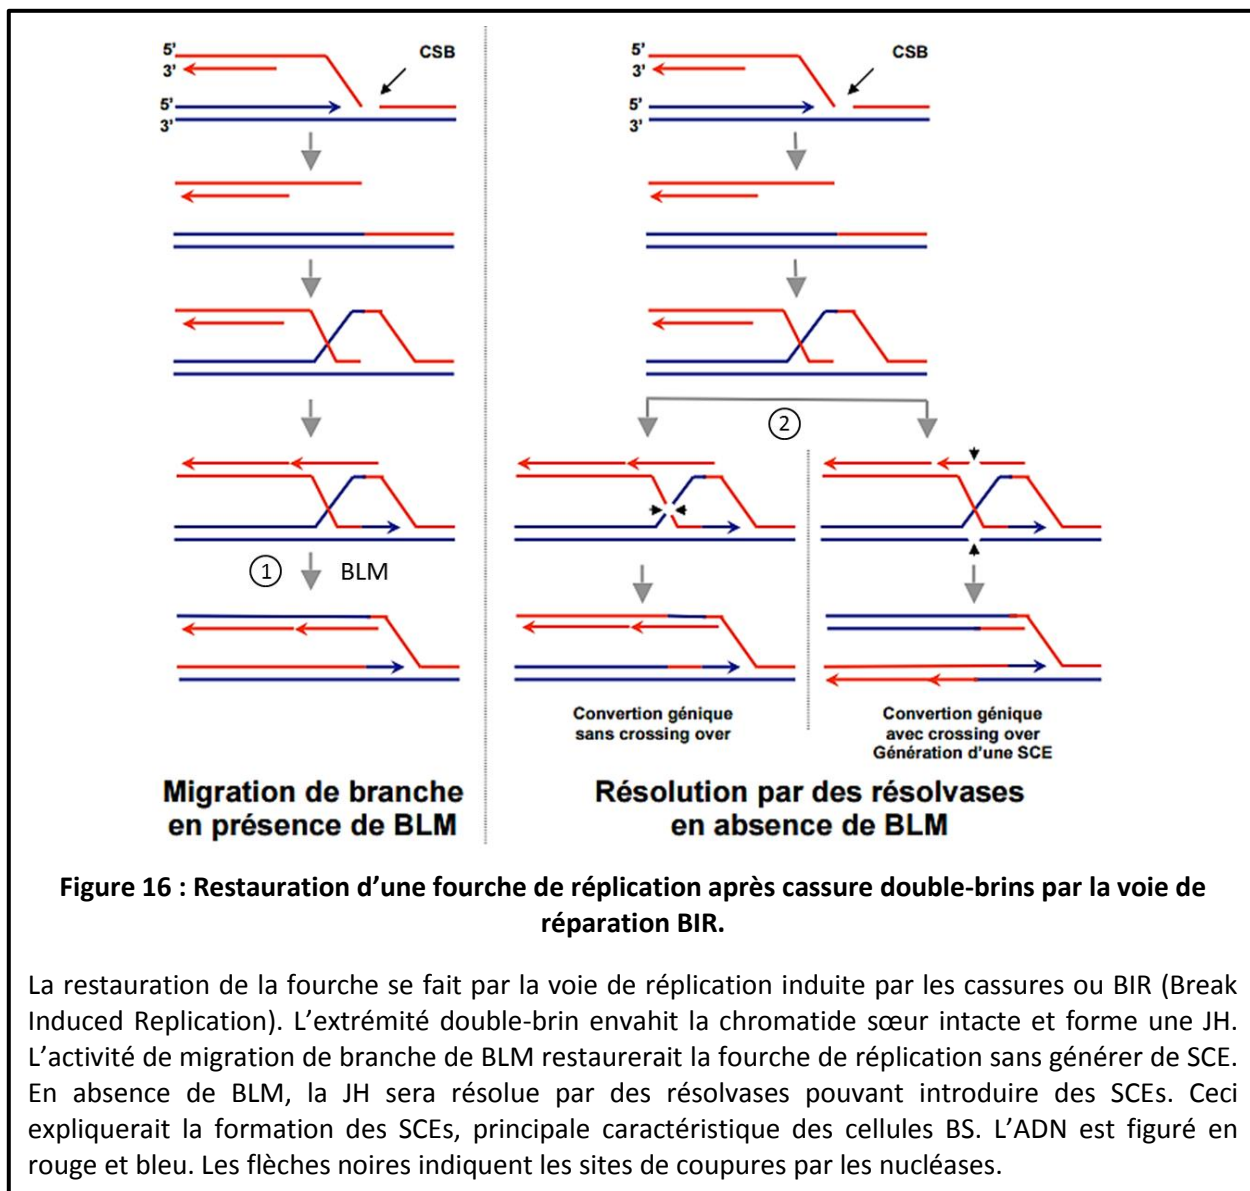 5'
3'
5'
3'
CSB
5'
3'
5'
3'
CSB
2
1
BLM
Convertion génique
sans crossing over
Convertion génique
avec crossing over
Génération d'une SCE
Migration de branche
en présence de BLM
Résolution par des résolvases
en absence de BLM
Figure 16 : Restauration d'une fourche de réplication après cassure double-brins par la voie de
réparation BIR.
La restauration de la fourche se fait par la voie de réplication induite par les cassures ou BIR (Break
Induced Replication). L'extrémité double-brin envahit la chromatide sœur intacte et forme une JH.
L'activité de migration de branche de BLM restaurerait la fourche de réplication sans générer de SCE.
En absence de BLM, la JH sera résolue par des résolvases pouvant introduire des SCEs. Ceci
expliquerait la formation des SCEs, principale caractéristique des cellules BS. L'ADN est figuré en
rouge et bleu. Les flèches noires indiquent les sites de coupures par les nucléases.